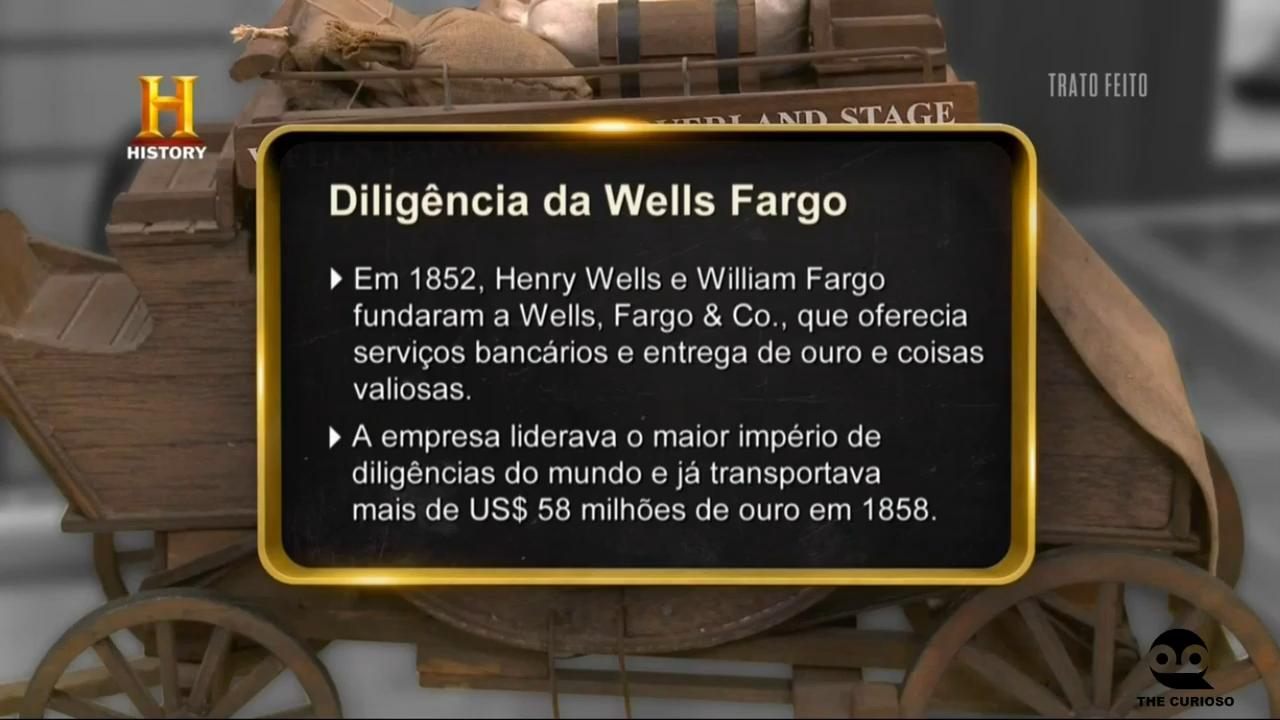 HISTORY
TRATO FEITO
OVERLAND STAGE
Diligência da Wells Fargo
Em 1852, Henry Wells e William Fargo
fundaram a Wells, Fargo & Co., que oferecia
serviços bancários e entrega de ouro e coisas
valiosas.
A empresa liderava o maior império de
diligências do mundo e já transportava
mais de US$ 58 milhões de ouro em 1858.
THE CURIOSO